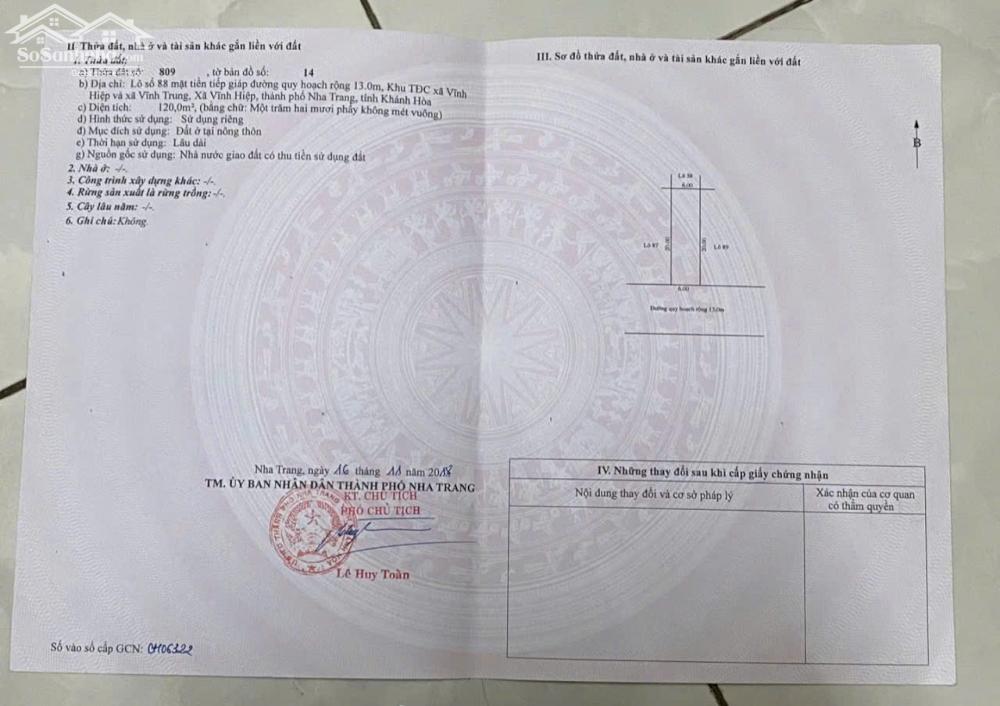 II. Thửa đất, nhà ở và tài sản khác gắn liền với đất
1. Thửa đất:
a) Thửa đất số: 809 , tờ bản đồ số: 14
b) Địa chỉ: Lô số 88 mặt tiền tiếp giáp đường quy hoạch rộng 13.0m, Khu TĐC xã Vĩnh
Hiệp và xã Vĩnh Trung, Xã Vĩnh Hiệp, thành phố Nha Trang, tỉnh Khánh Hòa
c) Diện tích: 120,0m², (bằng chữ: Một trăm hai mươi phẩy không mét vuông)
d) Hình thức sử dụng: Sử dụng riêng
đ) Mục đích sử dụng: Đất ở tại nông thôn
e) Thời hạn sử dụng: Lâu dài
g) Nguồn gốc sử dụng: Nhà nước giao đất có thu tiền sử dụng đất
2. Nhà ở: -/-.
3. Công trình xây dựng khác: -/-.
4. Rừng sản xuất là rừng trồng: -/-.
5. Cây lâu năm: -/-.
6. Ghi chú: Không.
Nha Trang, ngày 16 tháng 11 năm 2018
TM. ỦY BAN NHÂN DÂN THÀNH PHỐ NHA TRANG
KT. CHỦ TỊCH
PHÓ CHỦ TỊCH
Lê Huy Toàn
Số vào sổ cấp GCN: CH06322
III. Sơ đồ thửa đất, nhà ở và tài sản khác gắn liền với đất
B
6.00
Lô 87
20.00
20.00
Lô 89
6.00
Đường quy hoạch rộng 13.0m
IV. Những thay đổi sau khi cấp giấy chứng nhận
Nội dung thay đổi và cơ sở pháp lý
Xác nhận của cơ quan
có thẩm quyền